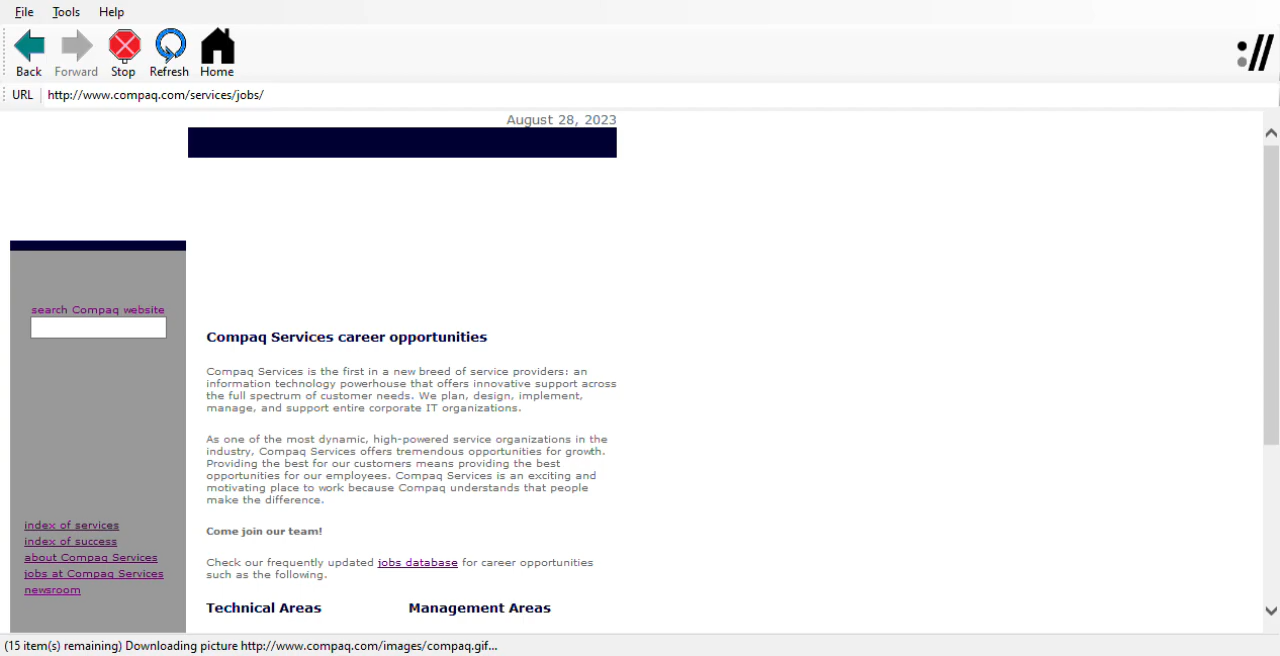 File Tools Help
Back Forward Stop Refresh Home
URL http://www.compaq.com/services/jobs/
August 28, 2023
search Compaq website
Compaq Services career opportunities
Compaq Services is the first in a new breed of service providers: an
information technology powerhouse that offers innovative support across
the full spectrum of customer needs. We plan, design, implement,
manage, and support entire corporate IT organizations.
As one of the most dynamic, high-powered service organizations in the
industry, Compaq Services offers tremendous opportunities for growth.
Providing the best for our customers means providing the best
opportunities for our employees. Compaq Services is an exciting and
motivating place to work because Compaq understands that people
make the difference.
index of services
index of success
about Compaq Services
jobs at Compaq Services
newsroom
Come join our team!
Check our frequently updated jobs database for career opportunities
such as the following.
Technical Areas Management Areas
(15 item(s) remaining) Downloading picture http://www.compaq.com/images/compaq.gif...